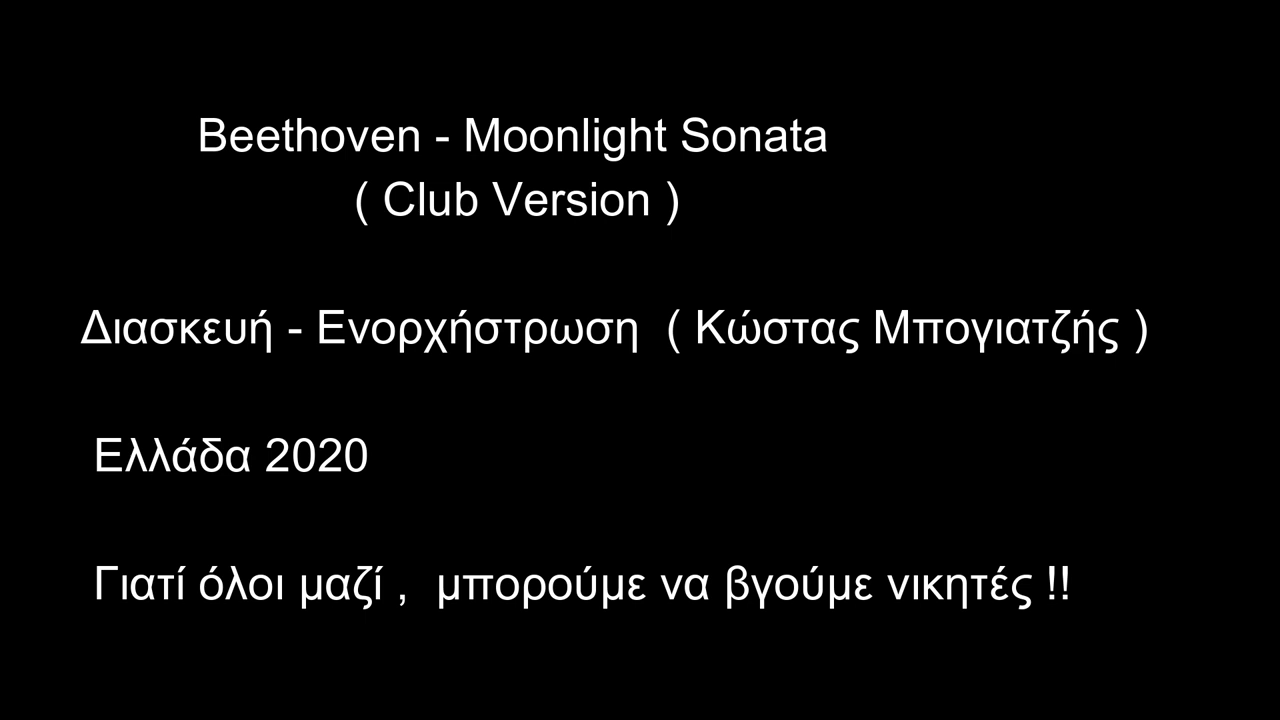 Beethoven - Moonlight Sonata
( Club Version )
Διασκευή - Ενορχήστρωση ( Κώστας Μπογιατζής )
Ελλάδα 2020
Γιατί όλοι μαζί , μπορούμε να βγούμε νικητές !!